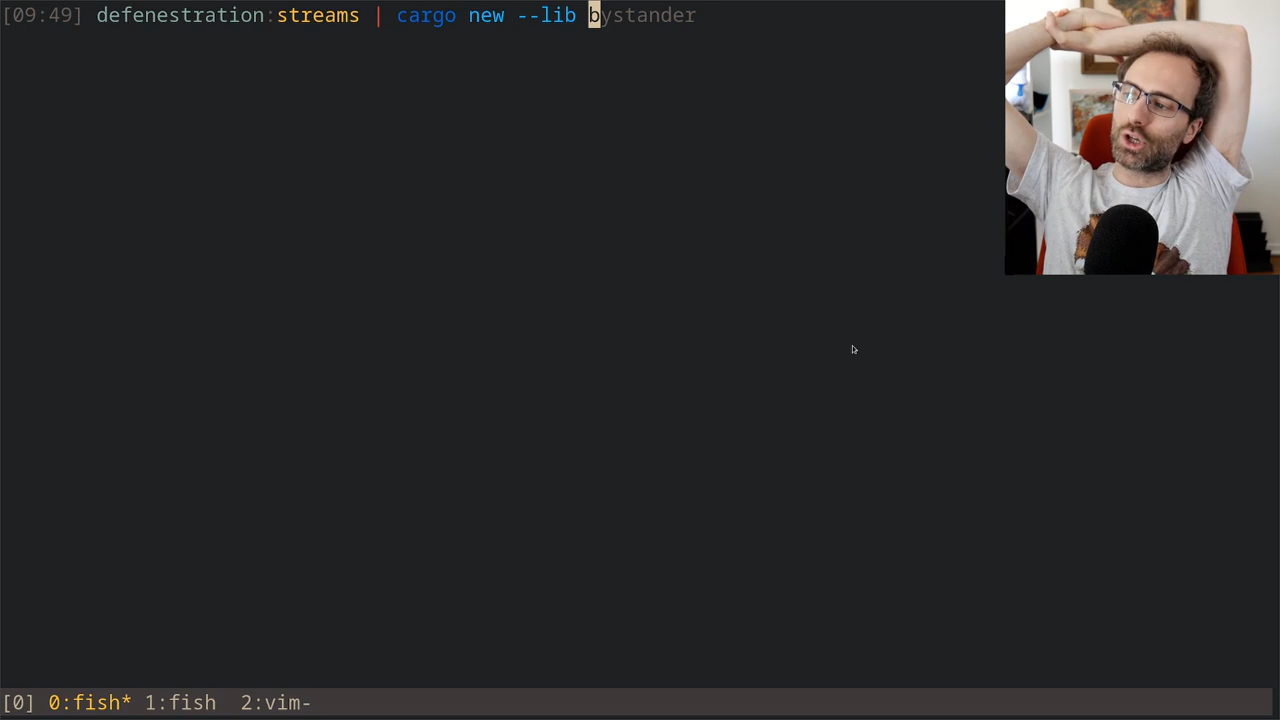 [09:49] defenestration:streams | cargo new --lib bystander
[0] 0:fish* 1:fish  2:vim-